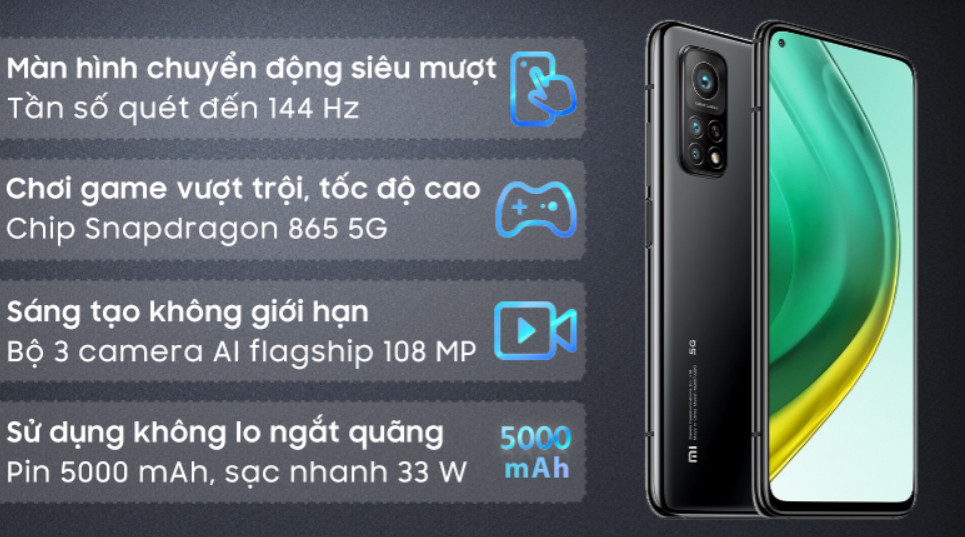 Màn hình chuyển động siêu mượt
Tần số quét đến 144 Hz
Chơi game vượt trội, tốc độ cao
Chip Snapdragon 865 5G
Sáng tạo không giới hạn
Bộ 3 camera AI flagship 108 MP
Sử dụng không lo ngắt quãng
Pin 5000 mAh, sạc nhanh 33 W
5000
mAh
5G
mi